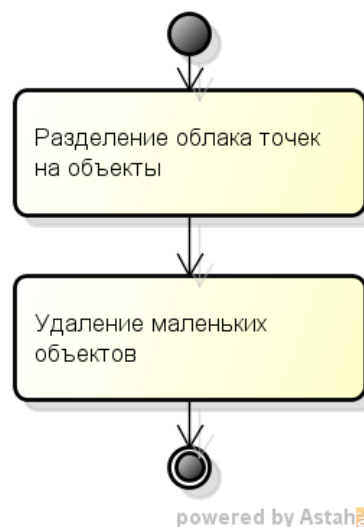 Разделение облака точек
на объекты
Удаление маленьких
объектов
powered by Astah